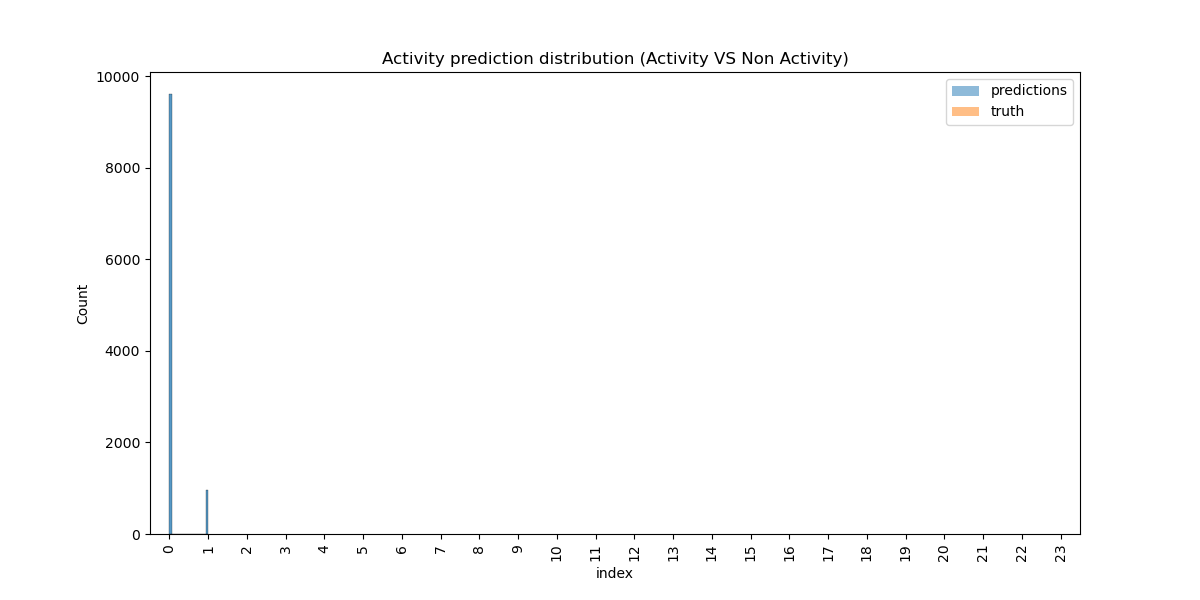 Activity prediction distribution (Activity VS Non Activity)
predictions
truth
10000
8000
6000
4000
2000
0
Count
0 1 2 3 4 5 6 7 8 9 10 11 12 13 14 15 16 17 18 19 20 21 22 23
index